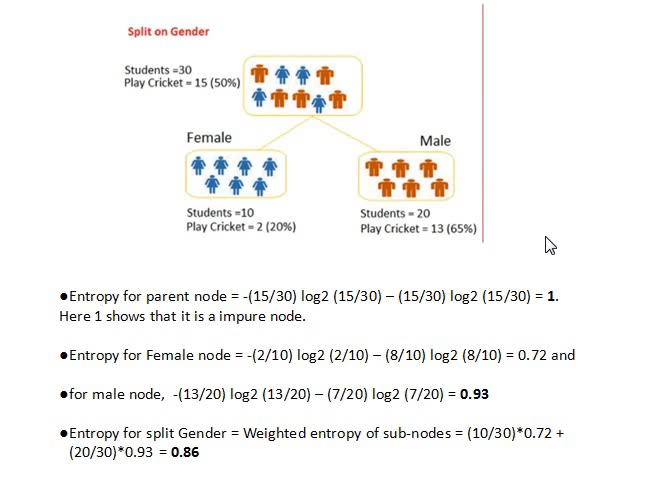 Split on Gender
Students =30
Play Cricket = 15 (50%)
Female
Male
Students =10
Play Cricket = 2 (20%)
Students = 20
Play Cricket = 13 (65%)
●Entropy for parent node = -(15/30) log2 (15/30) – (15/30) log2 (15/30) = 1.
Here 1 shows that it is a impure node.
●Entropy for Female node = -(2/10) log2 (2/10) – (8/10) log2 (8/10) = 0.72 and
●for male node, -(13/20) log2 (13/20) – (7/20) log2 (7/20) = 0.93
●Entropy for split Gender = Weighted entropy of sub-nodes = (10/30)*0.72 +
(20/30)*0.93 = 0.86